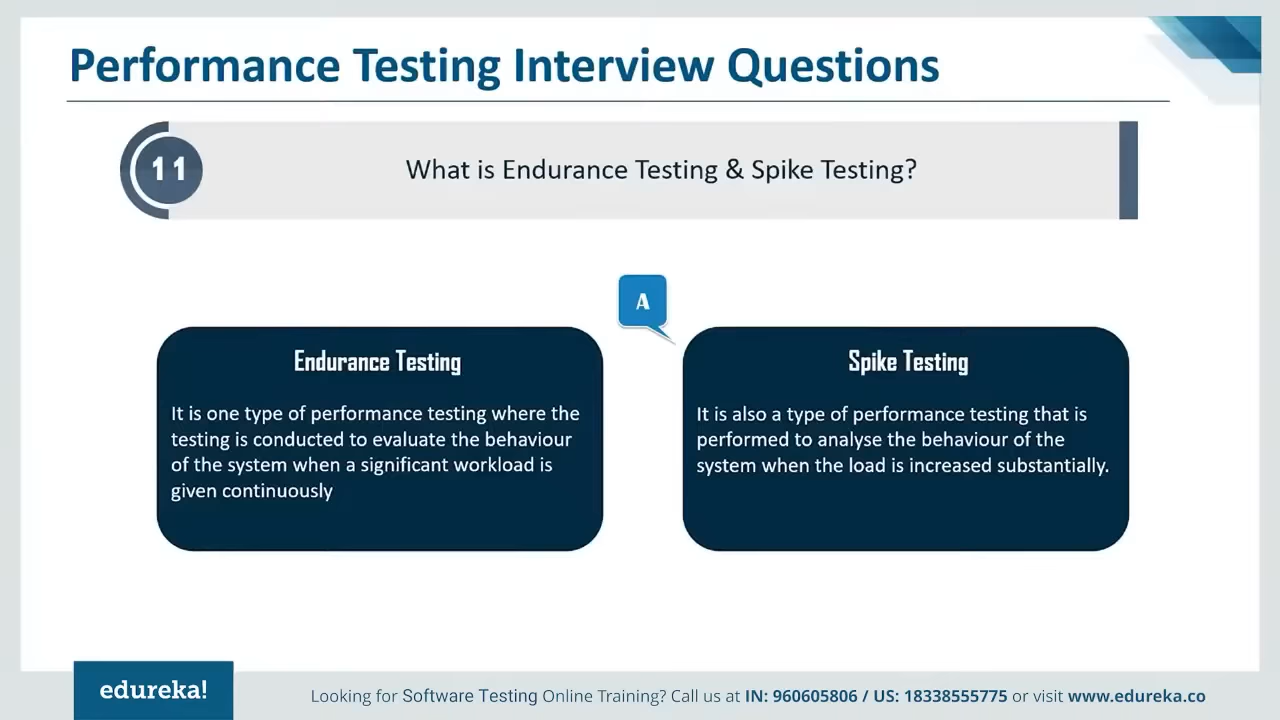 Performance Testing Interview Questions
11
What is Endurance Testing & Spike Testing?
A
Endurance Testing
It is one type of performance testing where the
testing is conducted to evaluate the behaviour
of the system when a significant workload is
given continuously
Spike Testing
It is also a type of performance testing that is
performed to analyse the behaviour of the
system when the load is increased substantially.
edureka!
Looking for Software Testing Online Training? Call us at IN: 960605806 / US: 18338555775 or visit www.edureka.co